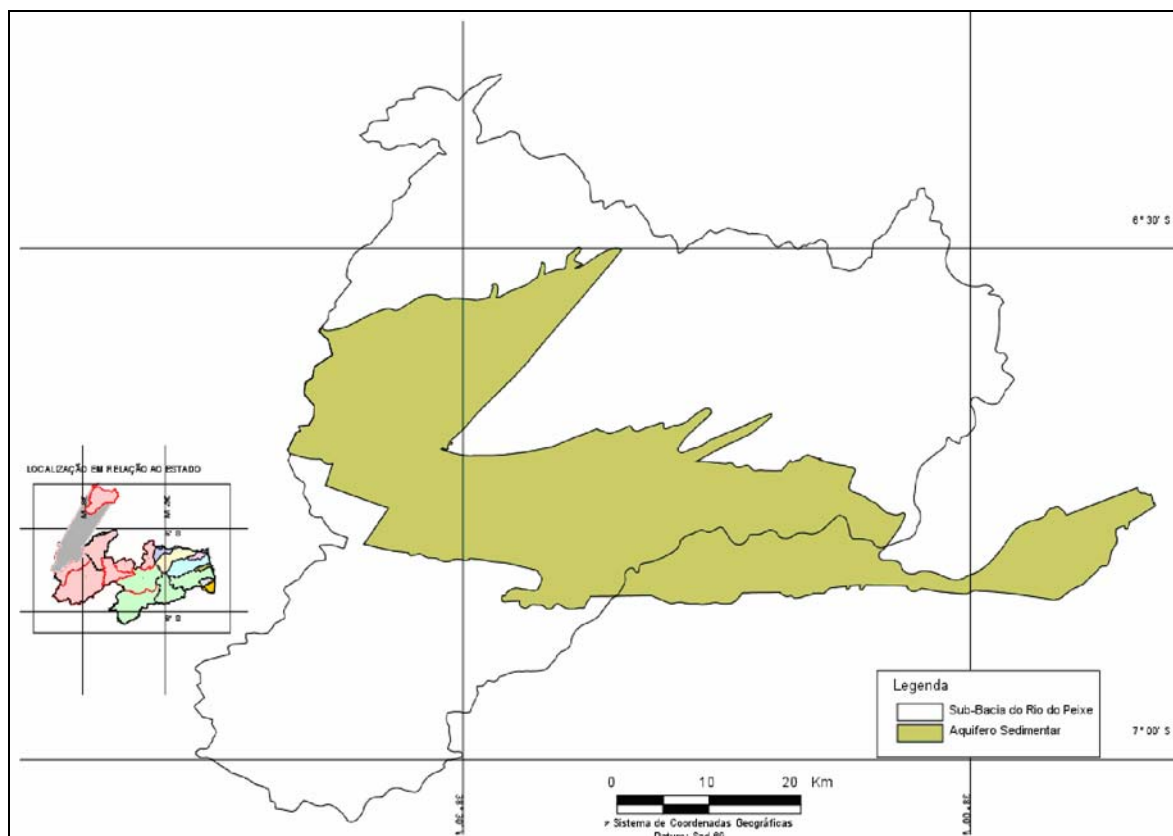 6° 30' S
LOCALIZAÇÃO EM RELAÇÃO AO ESTADO
Legenda
Sub-Bacia do Rio do Peixe
Aquifero Sedimentar
7° 00' S
0 10 20 Km
Sistema de Coordenadas Geográficas